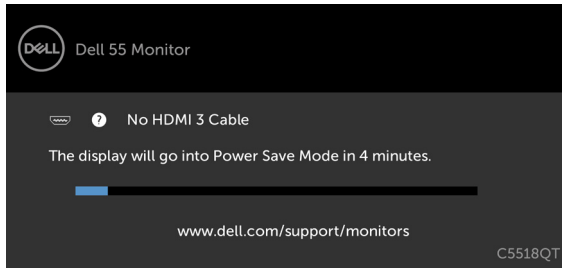 DELL
Dell 55 Monitor
? No HDMI 3 Cable
The display will go into Power Save Mode in 4 minutes.
www.dell.com/support/monitors
C5518QT